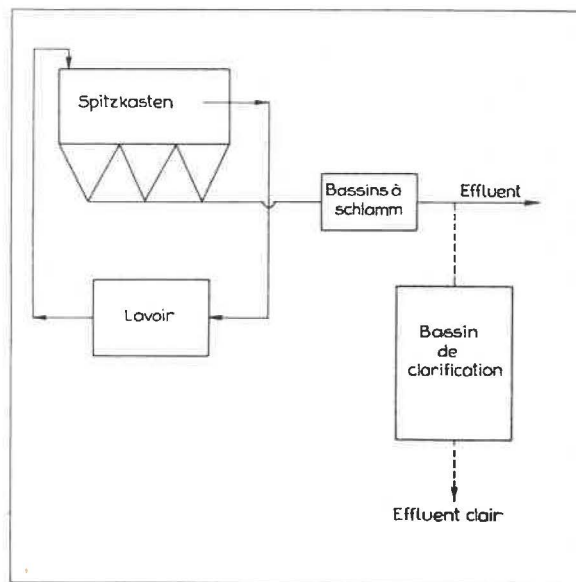 Spitzkasten
Bassins à
schlamm
Effluent
Lavoir
Bassin
de
clarification
Effluent clair